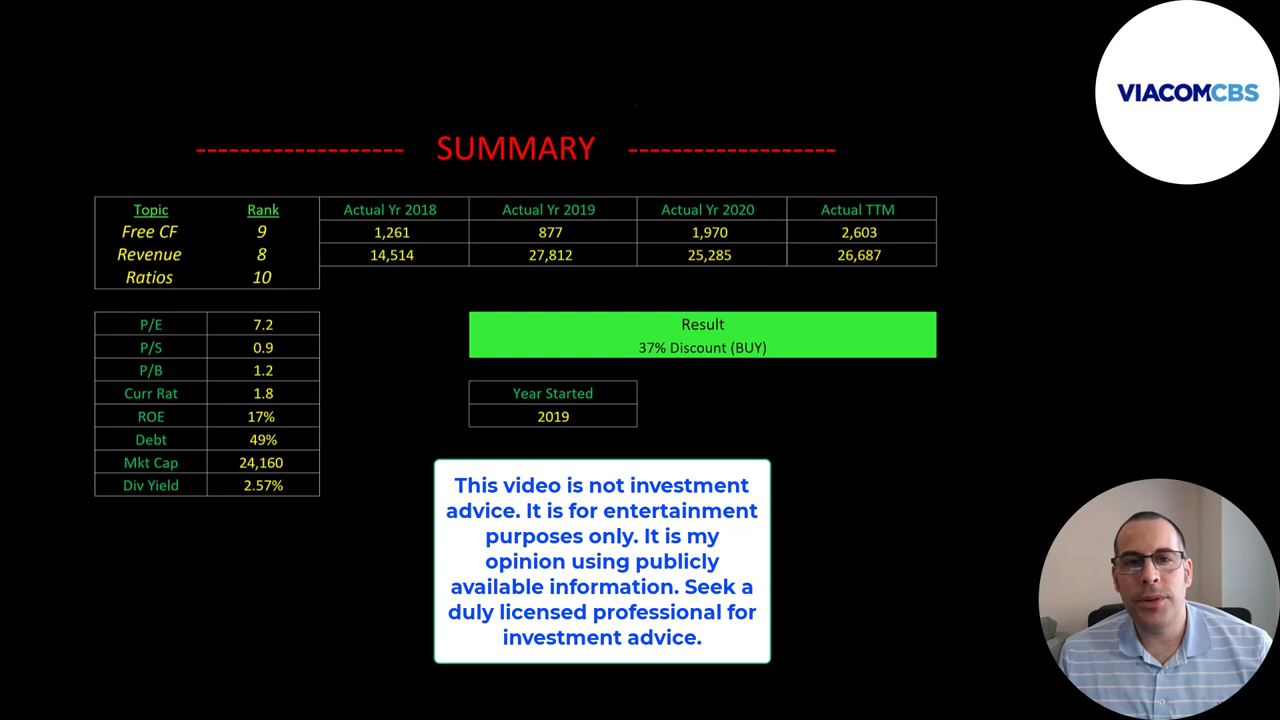 VIACOMCBS
------------------- SUMMARY -------------------
Topic Rank Actual Yr 2018 Actual Yr 2019 Actual Yr 2020 Actual TTM
Free CF 9 1,261 877 1,970 2,603
Revenue 8 14,514 27,812 25,285 26,687
Ratios 10
P/E 7.2
P/S 0.9
P/B 1.2
Curr Rat 1.8
ROE 17%
Debt 49%
Mkt Cap 24,160
Div Yield 2.57%
Result
37% Discount (BUY)
Year Started
2019
This video is not investment
advice. It is for entertainment
purposes only. It is my
opinion using publicly
available information. Seek a
duly licensed professional for
investment advice.